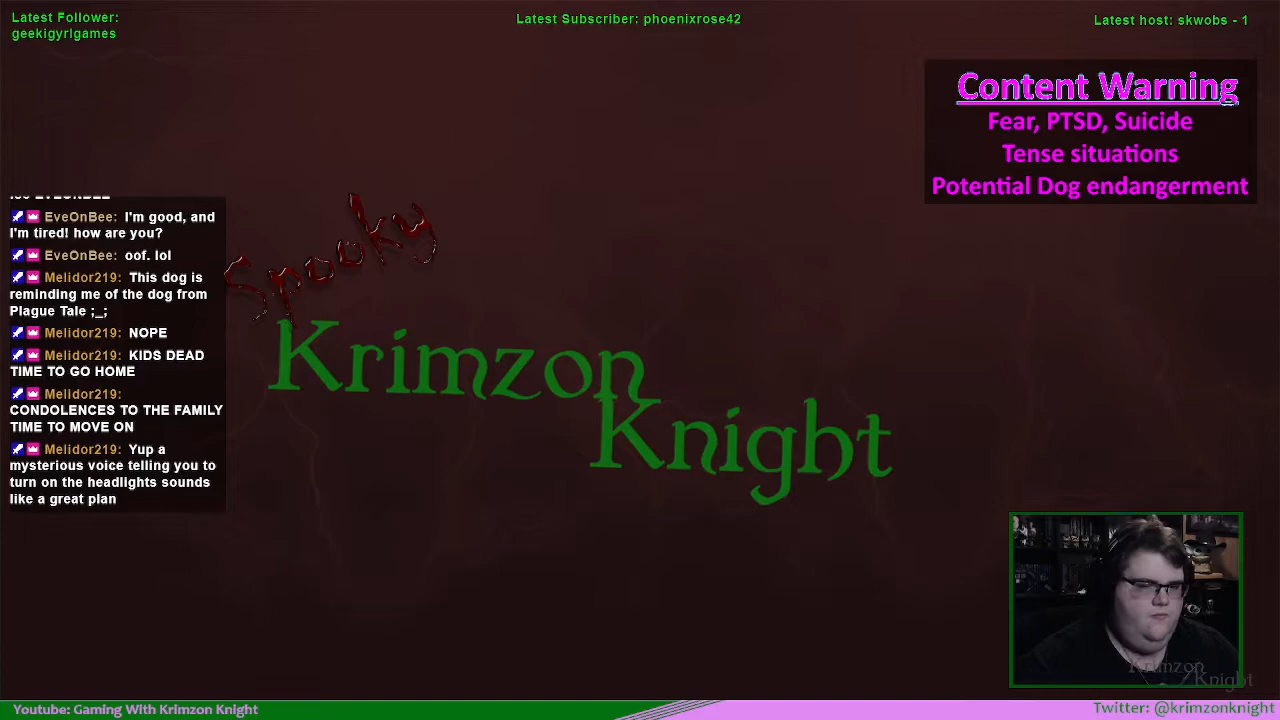 Latest Follower:
geekigyrlgames
Latest Subscriber: phoenixrose42
Latest host: skwobs - 1
Content Warning
Fear, PTSD, Suicide
Tense situations
Potential Dog endangerment
EveOnBee: I'm good, and
I'm tired! how are you?
EveOnBee: oof. lol
Melidor219: This dog is
reminding me of the dog from
Plague Tale ;_;
Melidor219: NOPE
Melidor219: KIDS DEAD
TIME TO GO HOME
Melidor219:
CONDOLENCES TO THE FAMILY
TIME TO MOVE ON
Melidor219: Yup a
mysterious voice telling you to
turn on the headlights sounds
like a great plan
Spooky
Krimzon
Knight
Krimzon
Knight
Youtube: Gaming With Krimzon Knight
Twitter: @krimzonknight